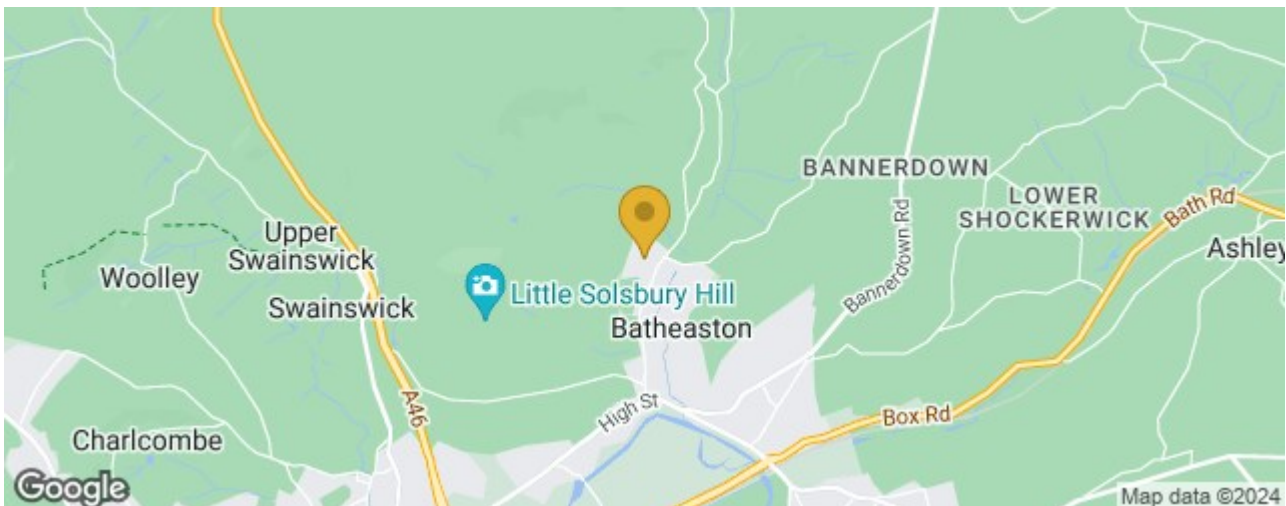 BANNERDOWN
LOWER
SHOCKERWICK
Bath Rd
Upper
Swainswick
Ashley
Woolley
Bannerdown Rd
Little Solsbury Hill
Swainswick
Batheaston
A46
High St
Box Rd
Charlcombe
Google
Map data ©2024